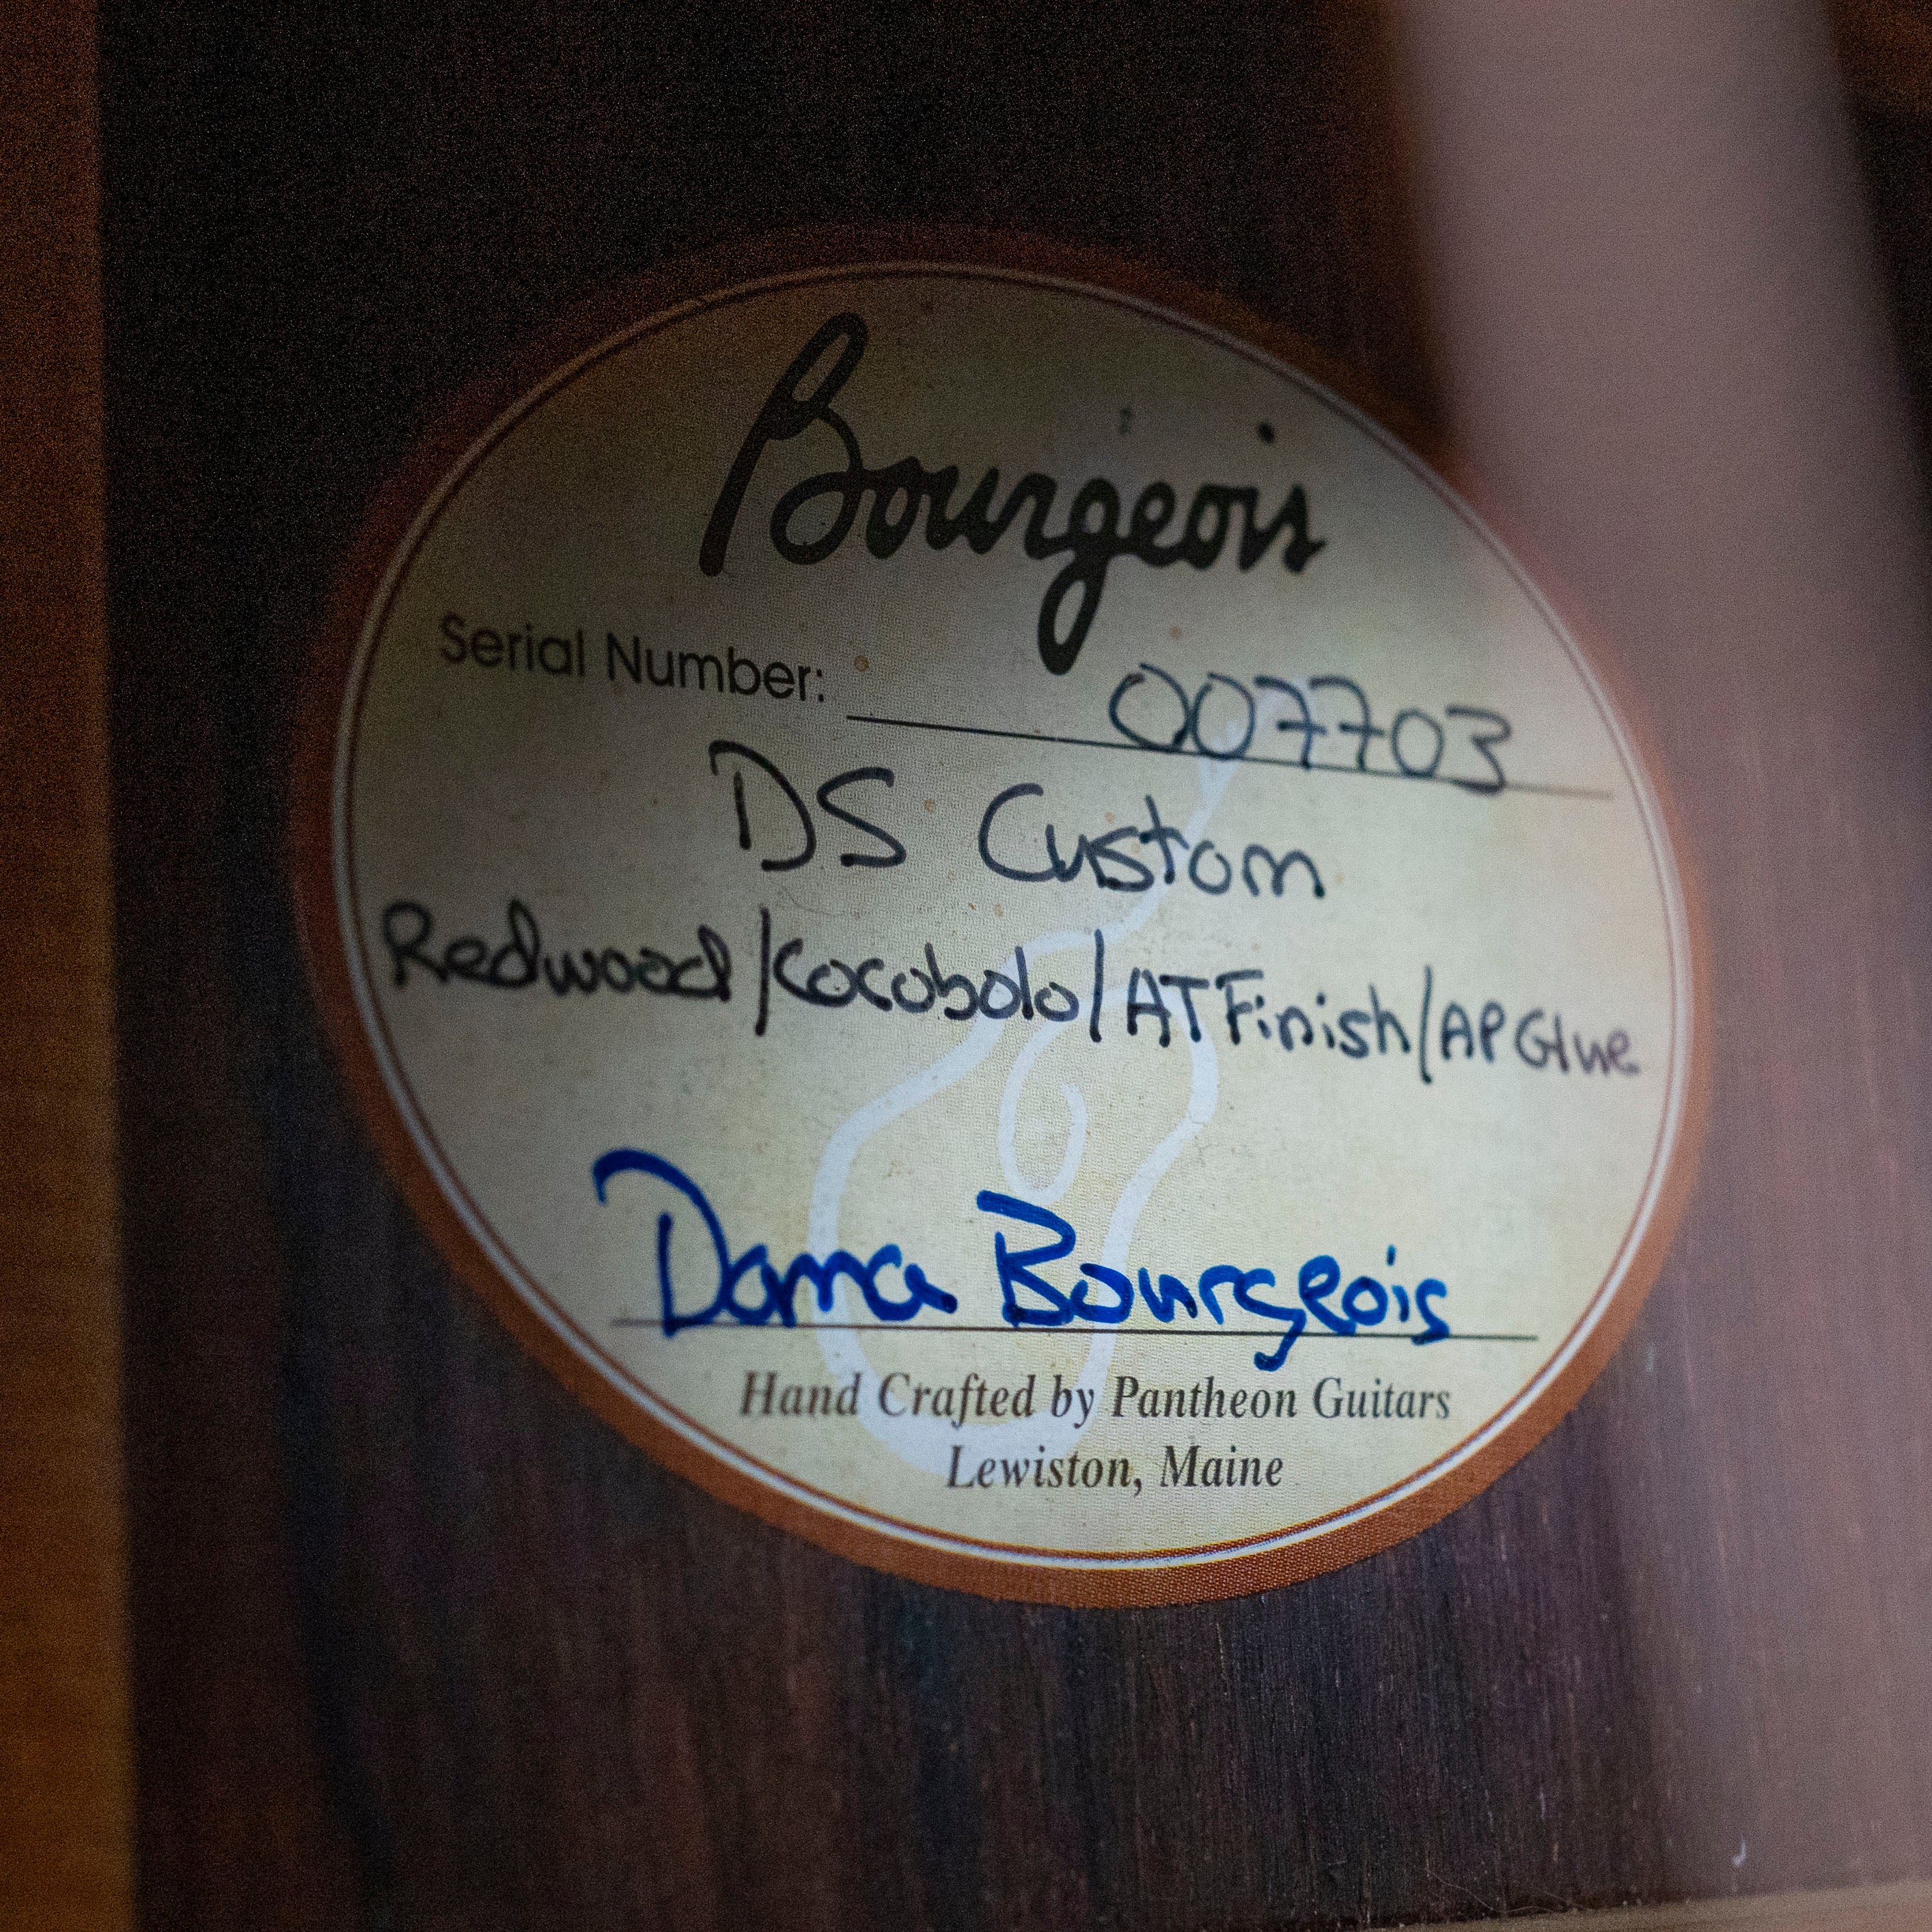 Bourgeois
Serial Number: 007703
DS Custom
Redwood/Cocobolo/AT Finish/AP Glue
Dana Bourgeois
Hand Crafted by Pantheon Guitars
Lewiston, Maine